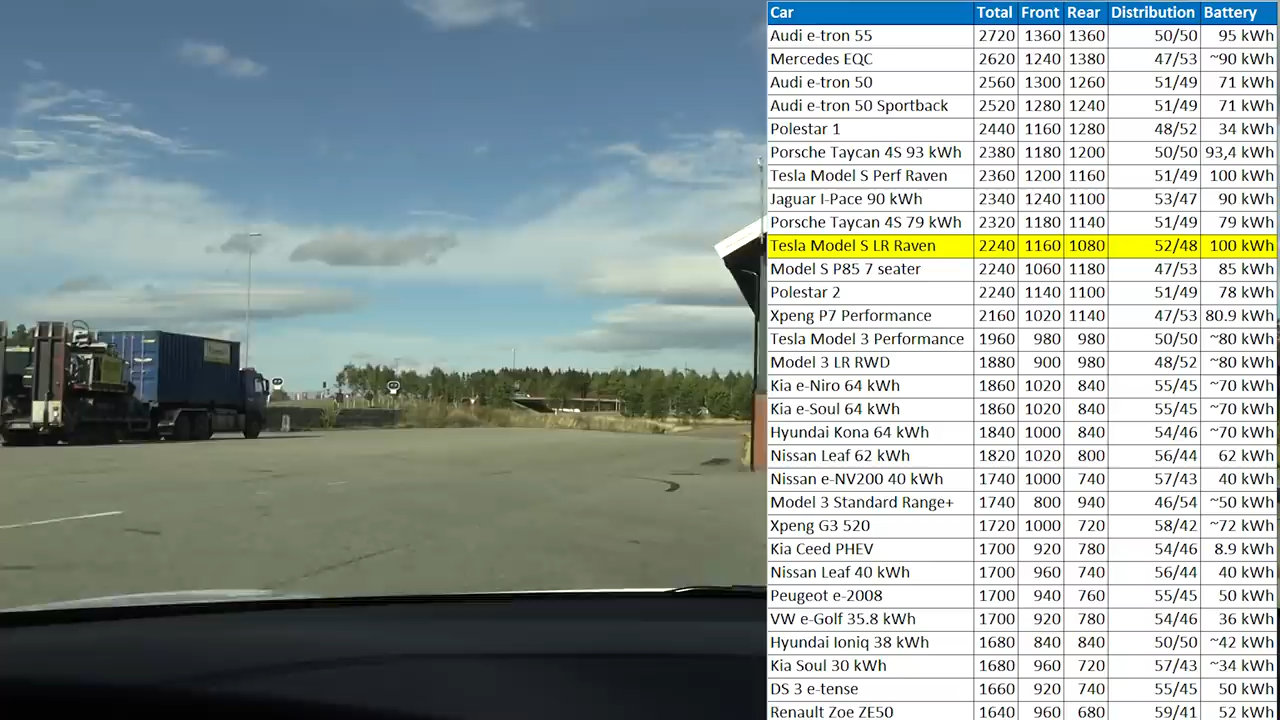 Car Total Front Rear Distribution Battery
Audi e-tron 55 2720 1360 1360 50/50 95 kWh
Mercedes EQC 2620 1240 1380 47/53 ~90 kWh
Audi e-tron 50 2560 1300 1260 51/49 71 kWh
Audi e-tron 50 Sportback 2520 1280 1240 51/49 71 kWh
Polestar 1 2440 1160 1280 48/52 34 kWh
Porsche Taycan 4S 93 kWh 2380 1180 1200 50/50 93,4 kWh
Tesla Model S Perf Raven 2360 1200 1160 51/49 100 kWh
Jaguar I-Pace 90 kWh 2340 1240 1100 53/47 90 kWh
Porsche Taycan 4S 79 kWh 2320 1180 1140 51/49 79 kWh
Tesla Model S LR Raven 2240 1160 1080 52/48 100 kWh
Model S P85 7 seater 2240 1060 1180 47/53 85 kWh
Polestar 2 2240 1140 1100 51/49 78 kWh
Xpeng P7 Performance 2160 1020 1140 47/53 80.9 kWh
Tesla Model 3 Performance 1960 980 980 50/50 ~80 kWh
Model 3 LR RWD 1880 900 980 48/52 ~80 kWh
Kia e-Niro 64 kWh 1860 1020 840 55/45 ~70 kWh
Kia e-Soul 64 kWh 1860 1020 840 55/45 ~70 kWh
Hyundai Kona 64 kWh 1840 1000 840 54/46 ~70 kWh
Nissan Leaf 62 kWh 1820 1020 800 56/44 62 kWh
Nissan e-NV200 40 kWh 1740 1000 740 57/43 40 kWh
Model 3 Standard Range+ 1740 800 940 46/54 ~50 kWh
Xpeng G3 520 1720 1000 720 58/42 ~72 kWh
Kia Ceed PHEV 1700 920 780 54/46 8.9 kWh
Nissan Leaf 40 kWh 1700 960 740 56/44 40 kWh
Peugeot e-2008 1700 940 760 55/45 50 kWh
VW e-Golf 35.8 kWh 1700 920 780 54/46 36 kWh
Hyundai Ioniq 38 kWh 1680 840 840 50/50 ~42 kWh
Kia Soul 30 kWh 1680 960 720 57/43 ~34 kWh
DS 3 e-tense 1660 920 740 55/45 50 kWh
Renault Zoe ZE50 1640 960 680 59/41 52 kWh